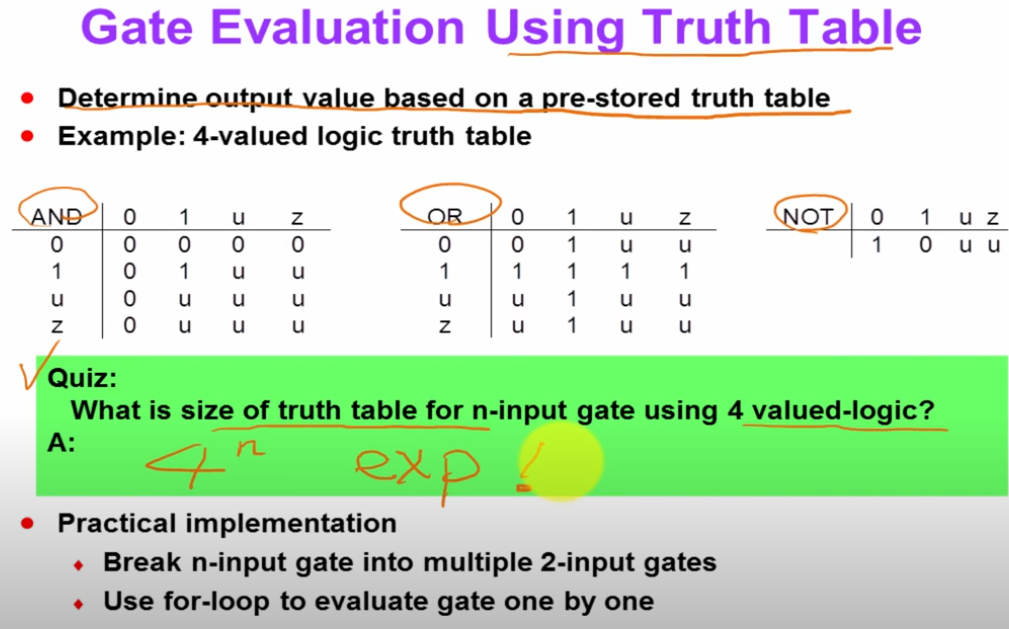 Gate Evaluation Using Truth Table
• Determine output value based on a pre-stored truth table
• Example: 4-valued logic truth table
AND 0 1 u z
0 0 0 0 0
1 0 1 u u
u 0 u u u
z 0 u u u
OR 0 1 u z
0 0 1 u u
1 1 1 1 1
u u 1 u u
z u 1 u u
NOT 0 1 u z
1 0 u u
Quiz:
What is size of truth table for n-input gate using 4 valued-logic?
A:
4^n exp !
• Practical implementation
♦ Break n-input gate into multiple 2-input gates
♦ Use for-loop to evaluate gate one by one